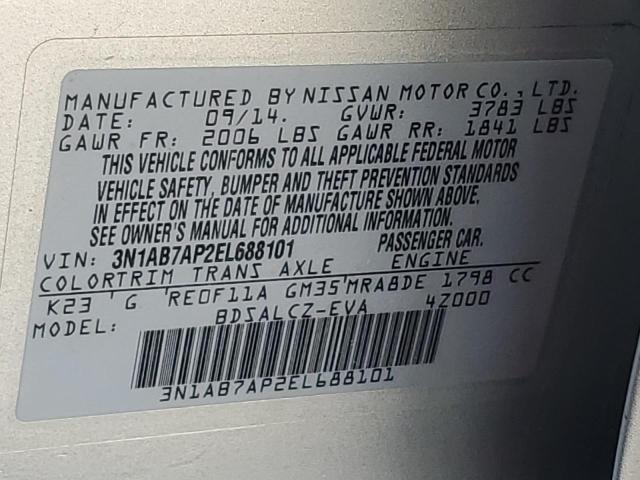 MANUFACTURED BY NISSAN MOTOR CO., LTD.
DATE: 09/14. GVWR: 3783 LBS
GAWR FR: 2006 LBS GAWR RR: 1841 LBS
THIS VEHICLE CONFORMS TO ALL APPLICABLE FEDERAL MOTOR
VEHICLE SAFETY, BUMPER AND THEFT PREVENTION STANDARDS
IN EFFECT ON THE DATE OF MANUFACTURE SHOWN ABOVE.
SEE OWNER'S MANUAL FOR ADDITIONAL INFORMATION.
VIN: 3N1AB7AP2EL688101 PASSENGER CAR.
COLOR TRIM TRANS AXLE ENGINE
K23 'G 'RE0F11A GM35'MRA8DE 1798 CC
MODEL: BDSALCZ-EVA 4Z000
3N1AB7AP2EL688101